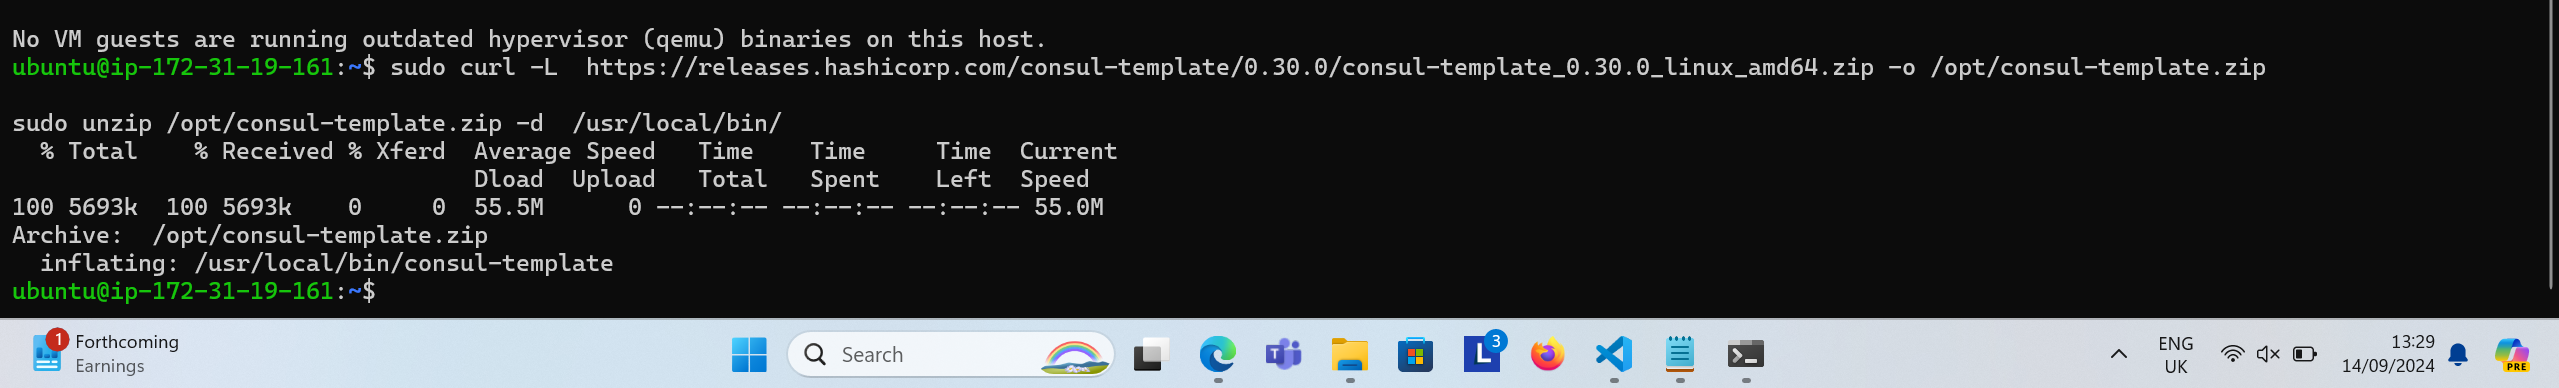 No VM guests are running outdated hypervisor (qemu) binaries on this host.
ubuntu@ip-172-31-19-161:~$ sudo curl -L  https://releases.hashicorp.com/consul-template/0.30.0/consul-template_0.30.0_linux_amd64.zip -o /opt/consul-template.zip
sudo unzip /opt/consul-template.zip -d  /usr/local/bin/
  % Total    % Received % Xferd  Average Speed   Time    Time     Time  Current
                                 Dload  Upload   Total   Spent    Left  Speed
100 5693k  100 5693k    0     0  55.5M      0 --:--:-- --:--:-- --:--:-- 55.0M
Archive:  /opt/consul-template.zip
  inflating: /usr/local/bin/consul-template
ubuntu@ip-172-31-19-161:~$
1
Forthcoming
Earnings
Search
T
L
3
ENG
UK
13:29
14/09/2024
PRE